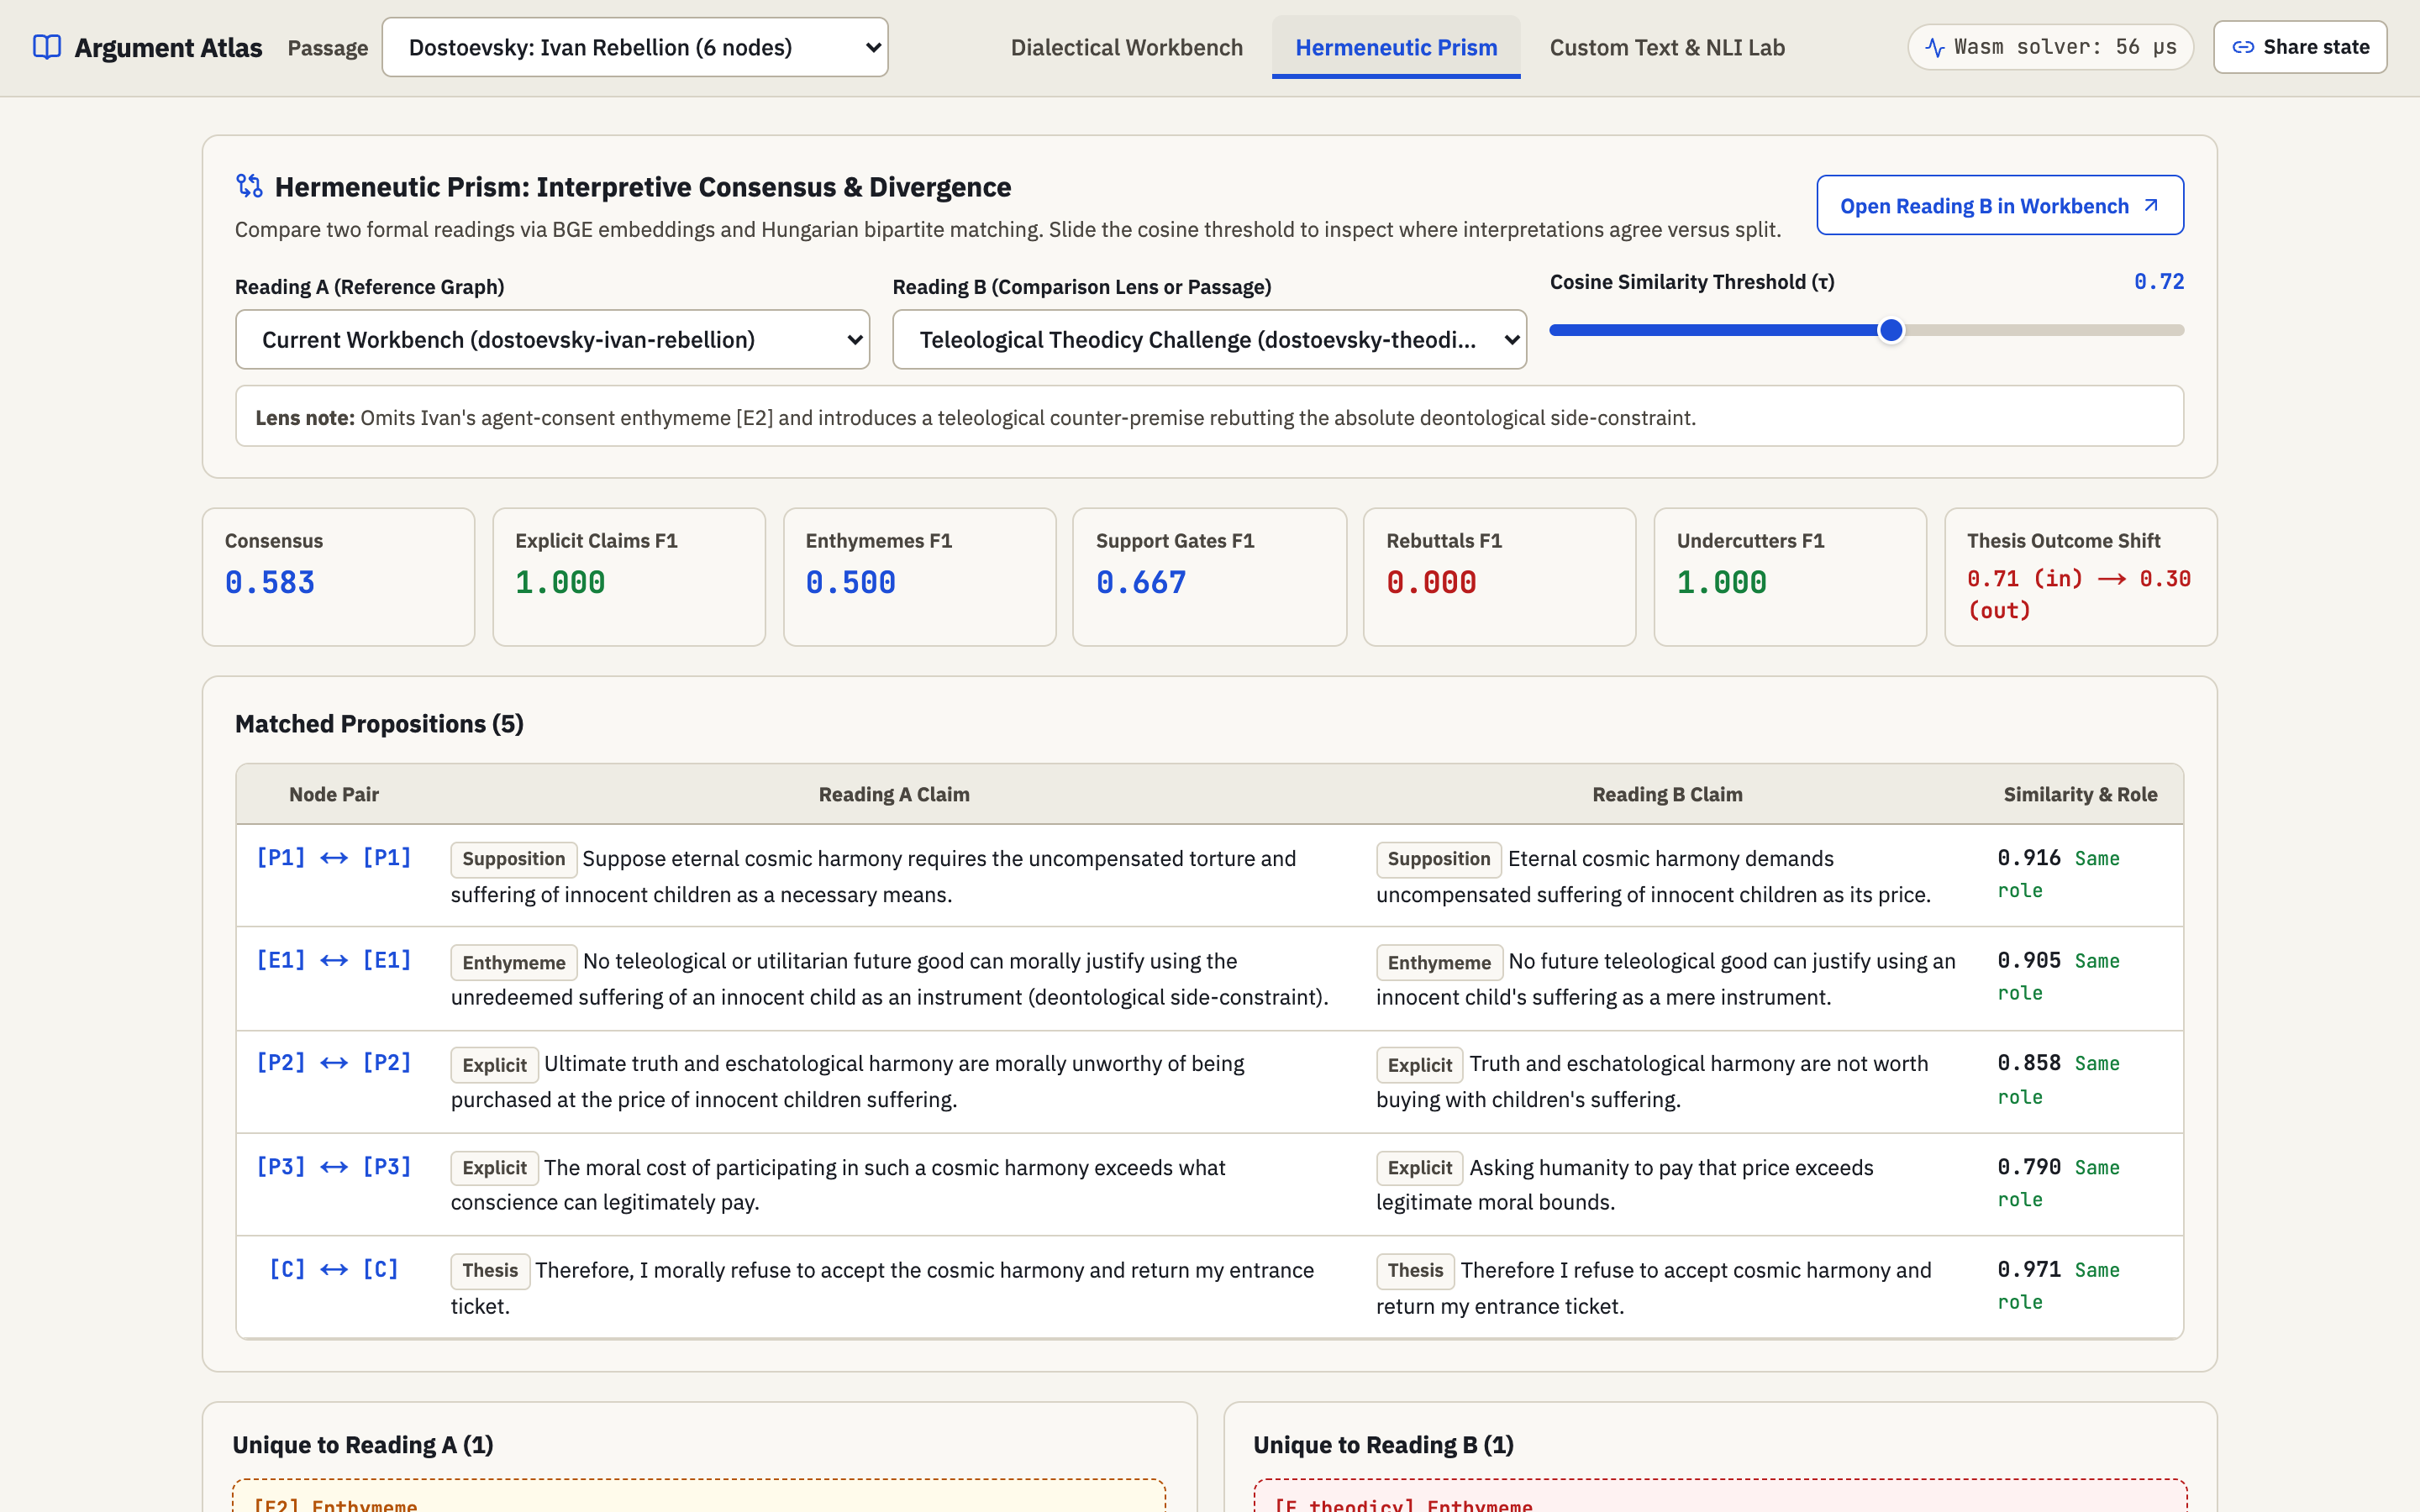 Argument Atlas
Passage
Dostoevsky: Ivan Rebellion (6 nodes)
Dialectical Workbench
Hermeneutic Prism
Custom Text & NLI Lab
Wasm solver: 56 µs
Share state
Hermeneutic Prism: Interpretive Consensus & Divergence
Compare two formal readings via BGE embeddings and Hungarian bipartite matching. Slide the cosine threshold to inspect where interpretations agree versus split.
Open Reading B in Workbench
Reading A (Reference Graph)
Current Workbench (dostoevsky-ivan-rebellion)
Reading B (Comparison Lens or Passage)
Teleological Theodicy Challenge (dostoevsky-theodi...
Cosine Similarity Threshold (τ)
0.72
Lens note: Omits Ivan's agent-consent enthymeme [E2] and introduces a teleological counter-premise rebutting the absolute deontological side-constraint.
Consensus
0.583
Explicit Claims F1
1.000
Enthymemes F1
0.500
Support Gates F1
0.667
Rebuttals F1
0.000
Undercutters F1
1.000
Thesis Outcome Shift
0.71 (in) → 0.30
(out)
Matched Propositions (5)
Node Pair
Reading A Claim
Reading B Claim
Similarity & Role
[P1] ↔ [P1]
Supposition Suppose eternal cosmic harmony requires the uncompensated torture and
suffering of innocent children as a necessary means.
Supposition Eternal cosmic harmony demands
uncompensated suffering of innocent children as its price.
0.916 Same
role
[E1] ↔ [E1]
Enthymeme No teleological or utilitarian future good can morally justify using the
unredeemed suffering of an innocent child as an instrument (deontological side-constraint).
Enthymeme No future teleological good can justify using an
innocent child's suffering as a mere instrument.
0.905 Same
role
[P2] ↔ [P2]
Explicit Ultimate truth and eschatological harmony are morally unworthy of being
purchased at the price of innocent children suffering.
Explicit Truth and eschatological harmony are not worth
buying with children's suffering.
0.858 Same
role
[P3] ↔ [P3]
Explicit The moral cost of participating in such a cosmic harmony exceeds what
conscience can legitimately pay.
Explicit Asking humanity to pay that price exceeds
legitimate moral bounds.
0.790 Same
role
[C] ↔ [C]
Thesis Therefore, I morally refuse to accept the cosmic harmony and return my entrance
ticket.
Thesis Therefore I refuse to accept cosmic harmony and
return my entrance ticket.
0.971 Same
role
Unique to Reading A (1)
[E2] Enthymeme
Unique to Reading B (1)
[E_theodicy] Enthymeme